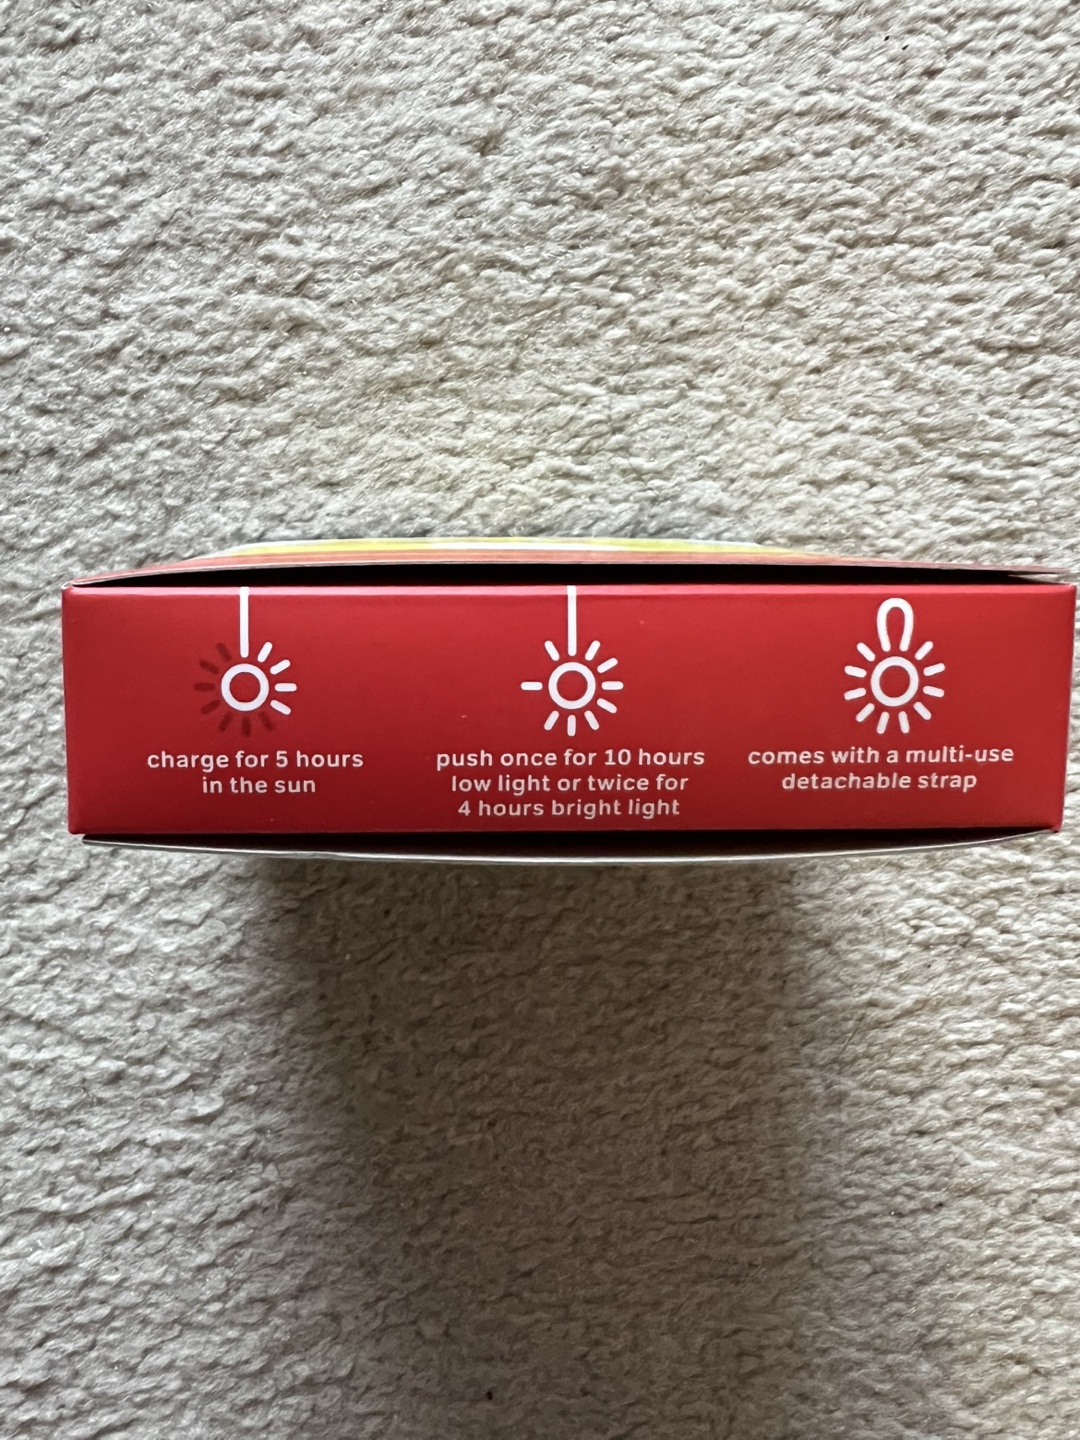 charge for 5 hours
in the sun
push once for 10 hours
low light or twice for
4 hours bright light
comes with a multi-use
detachable strap